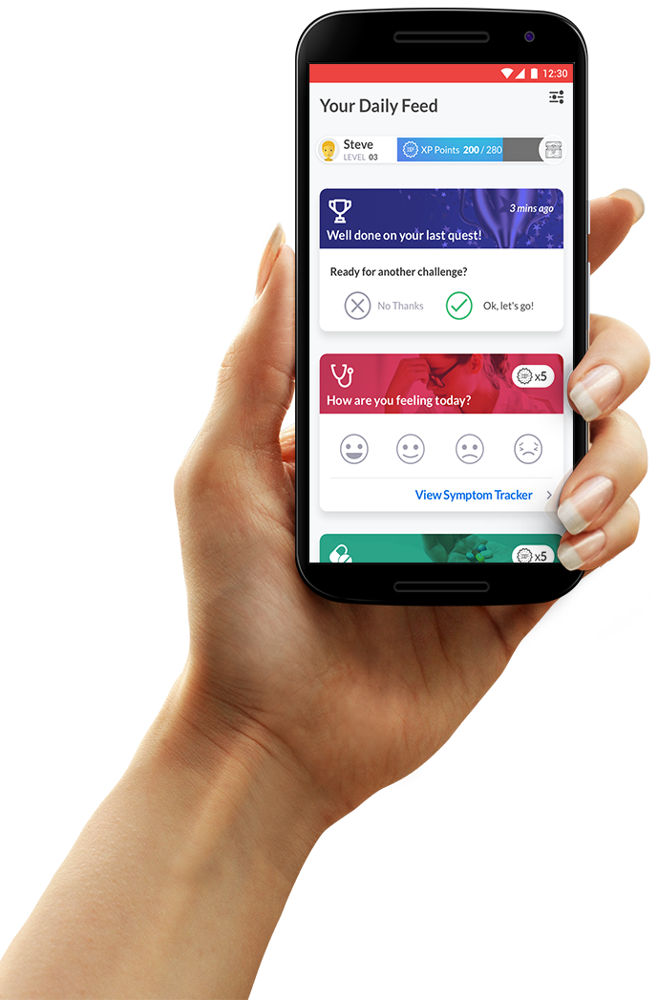 12:30
Your Daily Feed
Steve
LEVEL 03
XP Points 200 / 280
3 mins ago
Well done on your last quest!
Ready for another challenge?
No Thanks
Ok, let's go!
x5
How are you feeling today?
View Symptom Tracker
x5